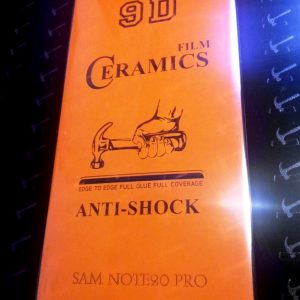 9D
FILM
CERAMICS
EDGE TO EDGE FULL GLUE FULL COVERAGE
ANTI-SHOCK
SAM NOTE20 PRO